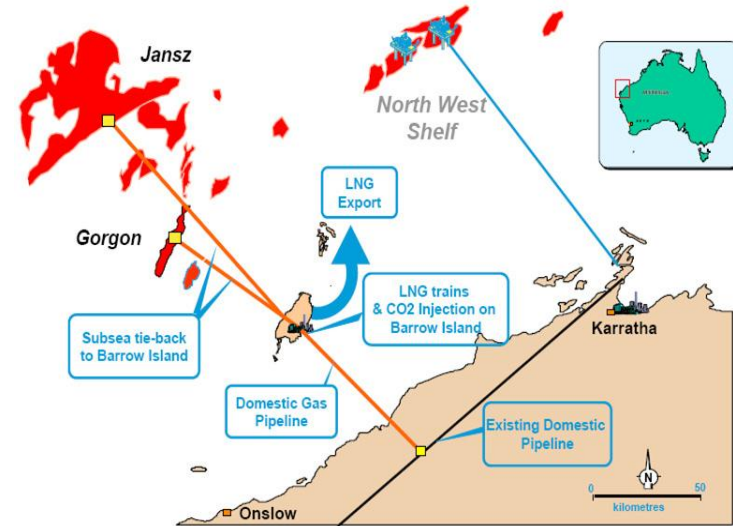 Jansz
North West
Shelf
LNG
Export
Gorgon
LNG trains
& CO2 Injection on
Barrow Island
Subsea tie-back
to Barrow Island
Karratha
Domestic Gas
Pipeline
Existing Domestic
Pipeline
N
0
50
kilometres
Onslow